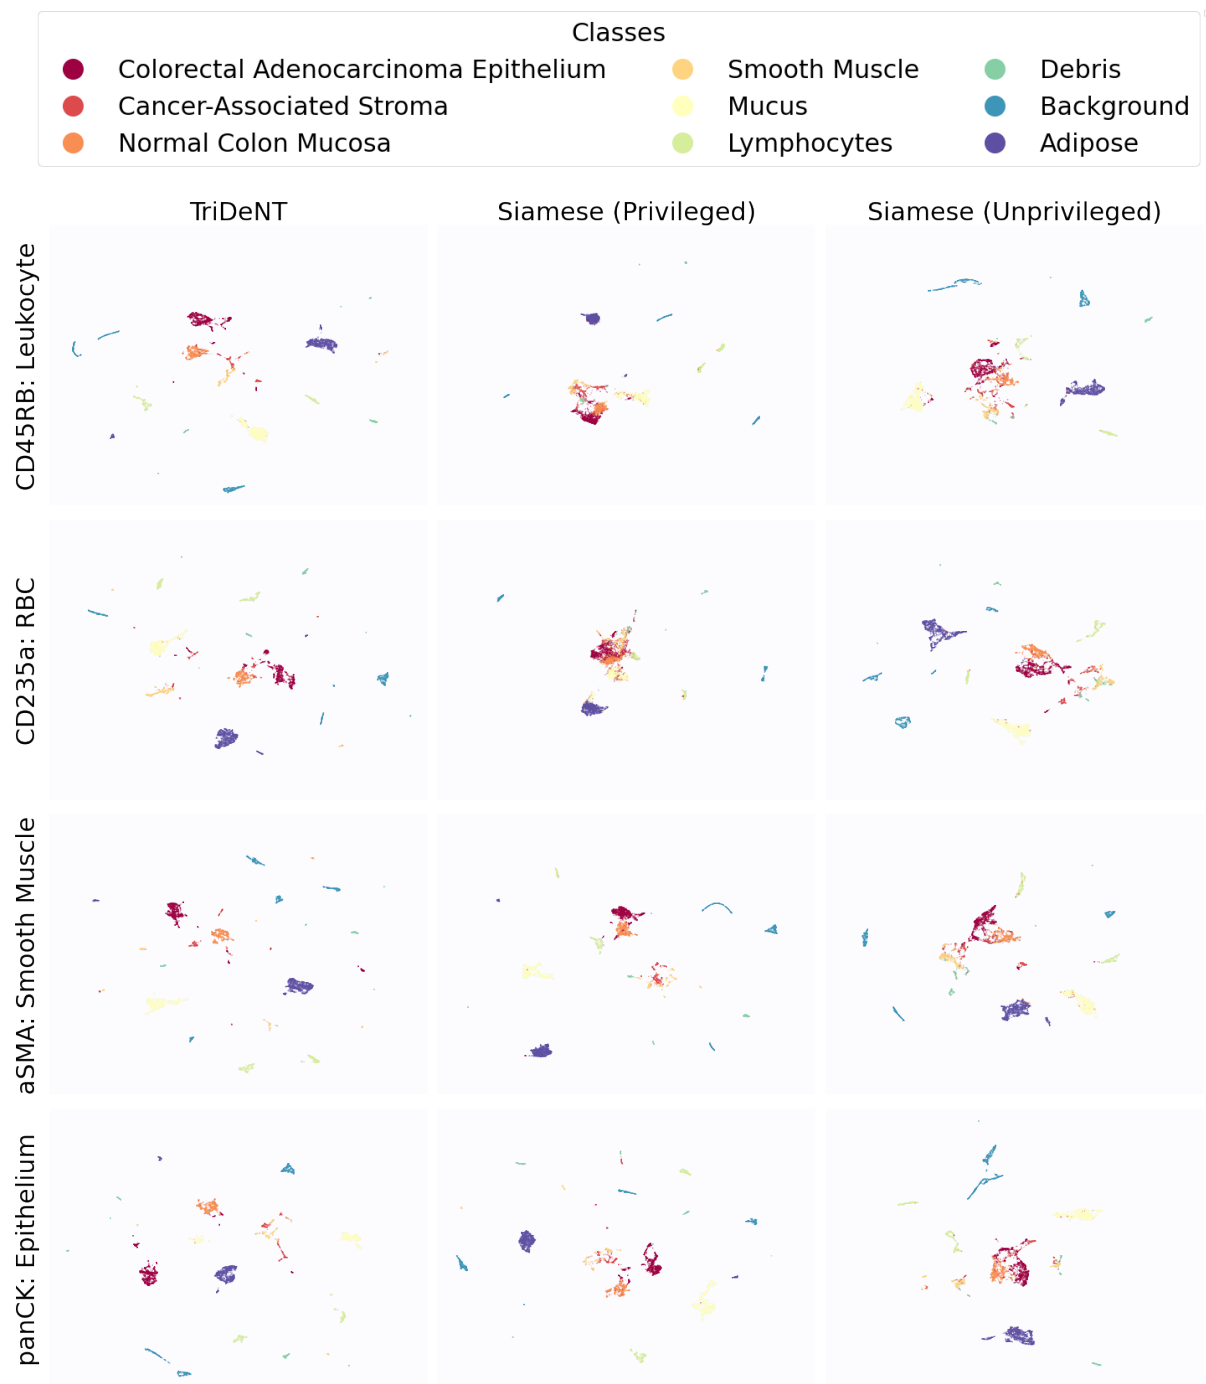 Classes
Colorectal Adenocarcinoma Epithelium
Cancer-Associated Stroma
Normal Colon Mucosa
Smooth Muscle
Mucus
Lymphocytes
Debris
Background
Adipose
TriDeNT
Siamese (Privileged)
Siamese (Unprivileged)
CD45RB: Leukocyte
CD235a: RBC
aSMA: Smooth Muscle
panCK: Epithelium